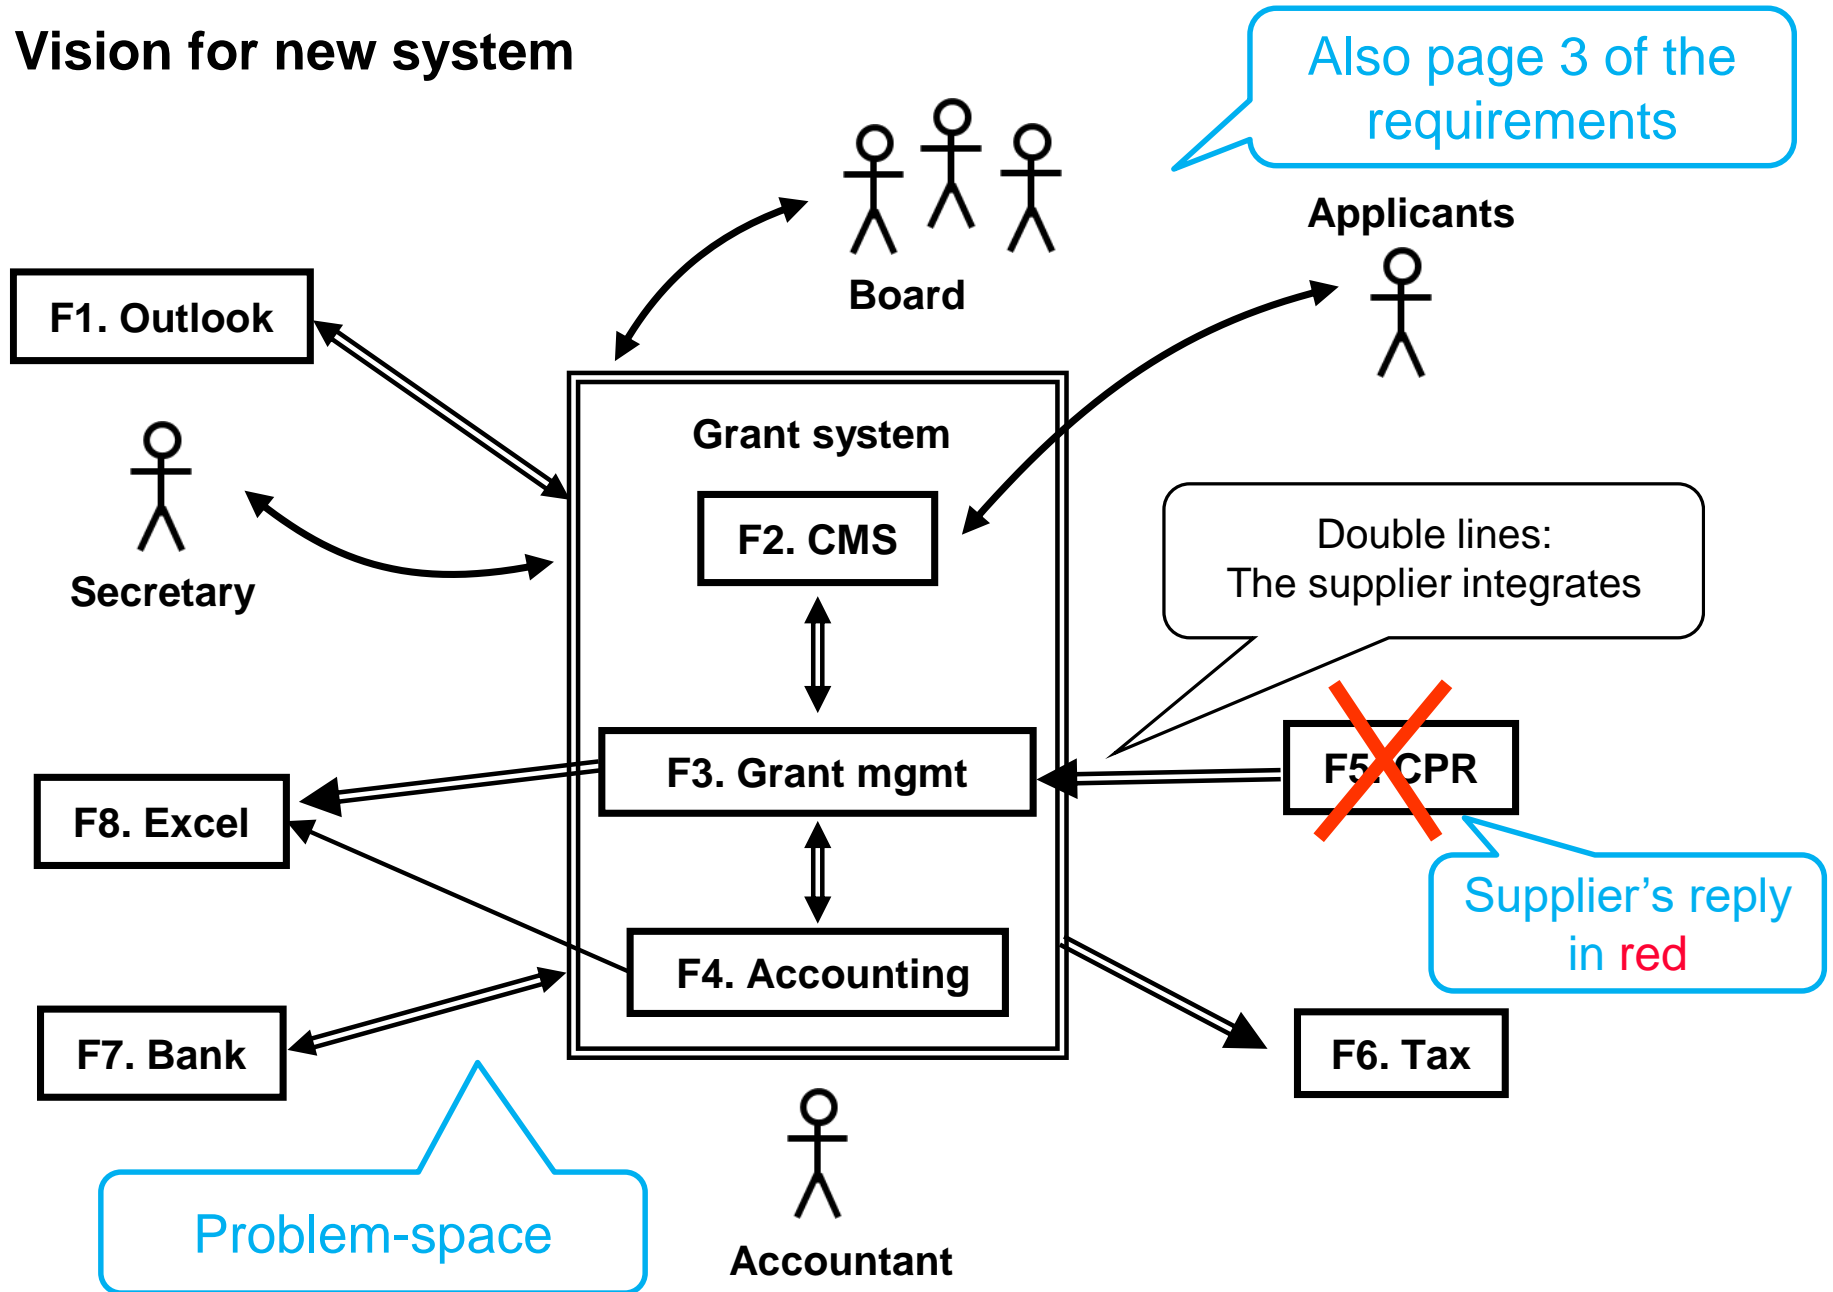 Vision for new system
Also page 3 of the
requirements
Applicants
Board
F1. Outlook
Grant system
F2. CMS
Secretary
Double lines:
The supplier integrates
F3. Grant mgmt
F5. CPR
F8. Excel
Supplier’s reply
in red
F4. Accounting
F7. Bank
F6. Tax
Problem-space
Accountant